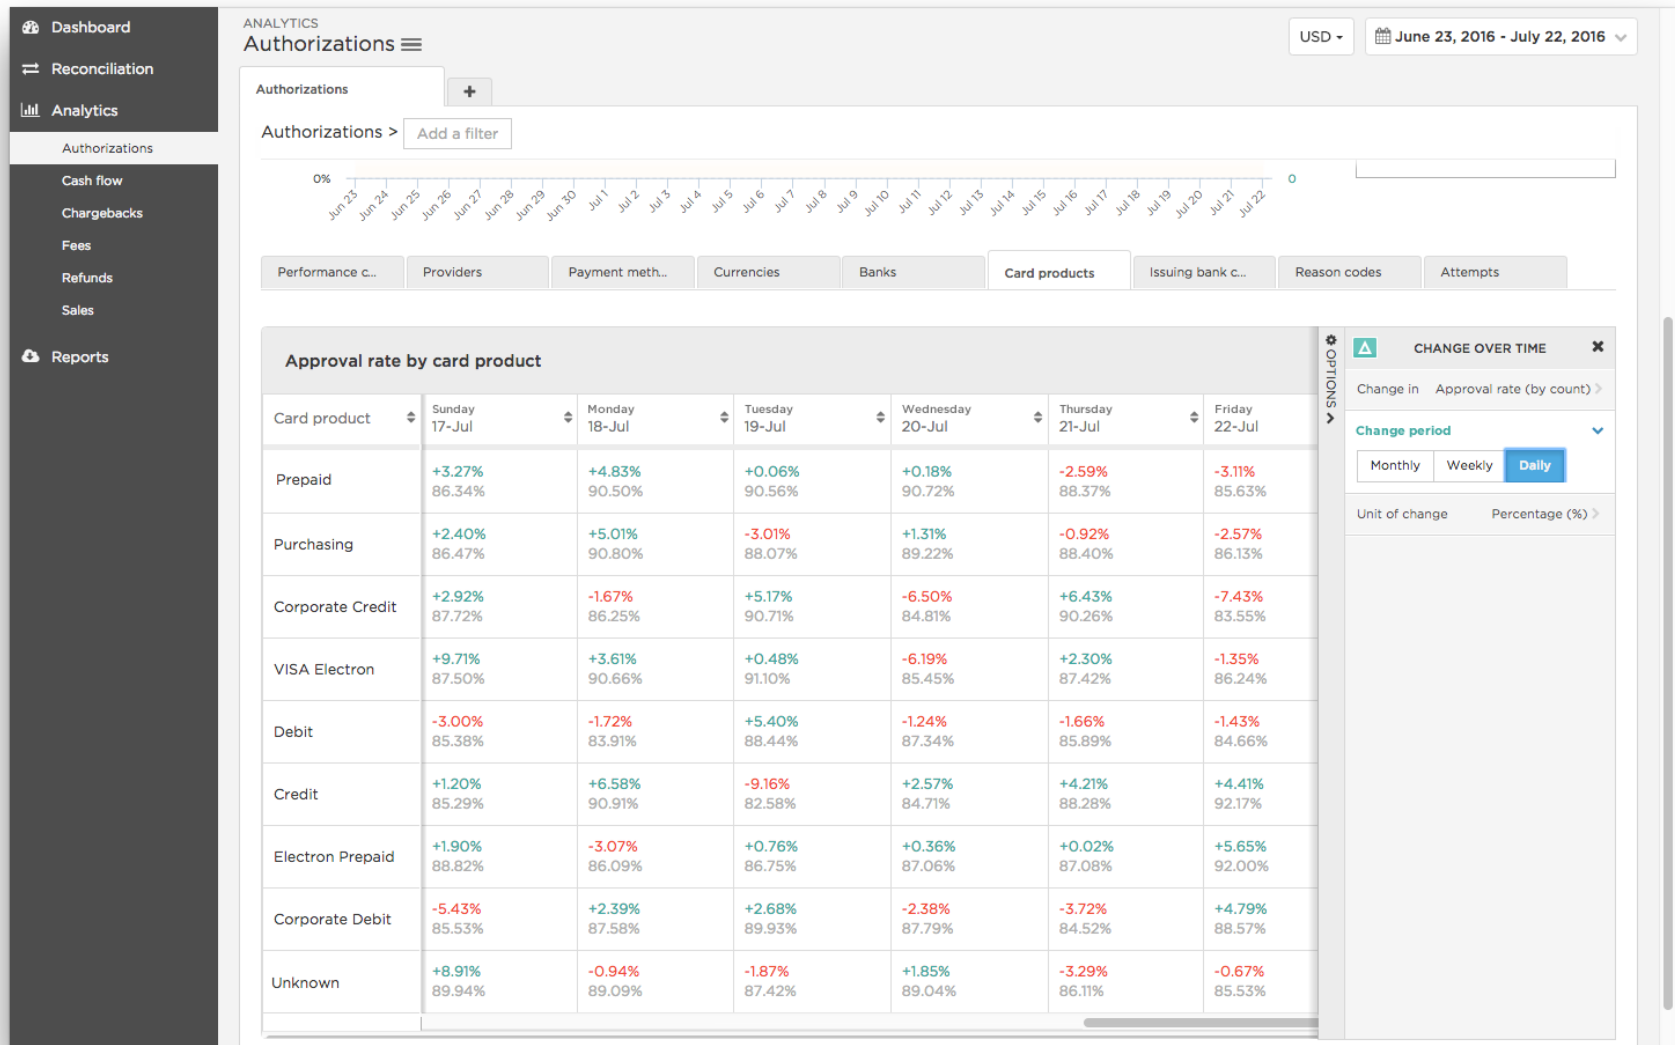 Dashboard
Reconciliation
Analytics
Authorizations
Cash flow
Chargebacks
Fees
Refunds
Sales
Reports
ANALYTICS
Authorizations
USD
June 23, 2016 - July 22, 2016
Authorizations
+
Authorizations > Add a filter
0% 0
Jun 23 Jun 24 Jun 25 Jun 26 Jun 27 Jun 28 Jun 29 Jun 30 Jul 1 Jul 2 Jul 3 Jul 4 Jul 5 Jul 6 Jul 7 Jul 8 Jul 9 Jul 10 Jul 11 Jul 12 Jul 13 Jul 14 Jul 15 Jul 16 Jul 17 Jul 18 Jul 19 Jul 20 Jul 21 Jul 22
Performance c... Providers Payment meth... Currencies Banks Card products Issuing bank c... Reason codes Attempts
Approval rate by card product
Card product
Sunday Monday Tuesday Wednesday Thursday Friday
17-Jul 18-Jul 19-Jul 20-Jul 21-Jul 22-Jul
Prepaid
+3.27% +4.83% +0.06% +0.18% -2.59% -3.11%
86.34% 90.50% 90.56% 90.72% 88.37% 85.63%
Purchasing
+2.40% +5.01% -3.01% +1.31% -0.92% -2.57%
86.47% 90.80% 88.07% 89.22% 88.40% 86.13%
Corporate Credit
+2.92% -1.67% +5.17% -6.50% +6.43% -7.43%
87.72% 86.25% 90.71% 84.81% 90.26% 83.55%
VISA Electron
+9.71% +3.61% +0.48% -6.19% +2.30% -1.35%
87.50% 90.66% 91.10% 85.45% 87.42% 86.24%
Debit
-3.00% -1.72% +5.40% -1.24% -1.66% -1.43%
85.38% 83.91% 88.44% 87.34% 85.89% 84.66%
Credit
+1.20% +6.58% -9.16% +2.57% +4.21% +4.41%
85.29% 90.91% 82.58% 84.71% 88.28% 92.17%
Electron Prepaid
+1.90% -3.07% +0.76% +0.36% +0.02% +5.65%
88.82% 86.09% 86.75% 87.06% 87.08% 92.00%
Corporate Debit
-5.43% +2.39% +2.68% -2.38% -3.72% +4.79%
85.53% 87.58% 89.93% 87.79% 84.52% 88.57%
Unknown
+8.91% -0.94% -1.87% +1.85% -3.29% -0.67%
89.94% 89.09% 87.42% 89.04% 86.11% 85.53%
OPTIONS
CHANGE OVER TIME
Change in Approval rate (by count)
Change period
Monthly Weekly Daily
Unit of change Percentage (%)